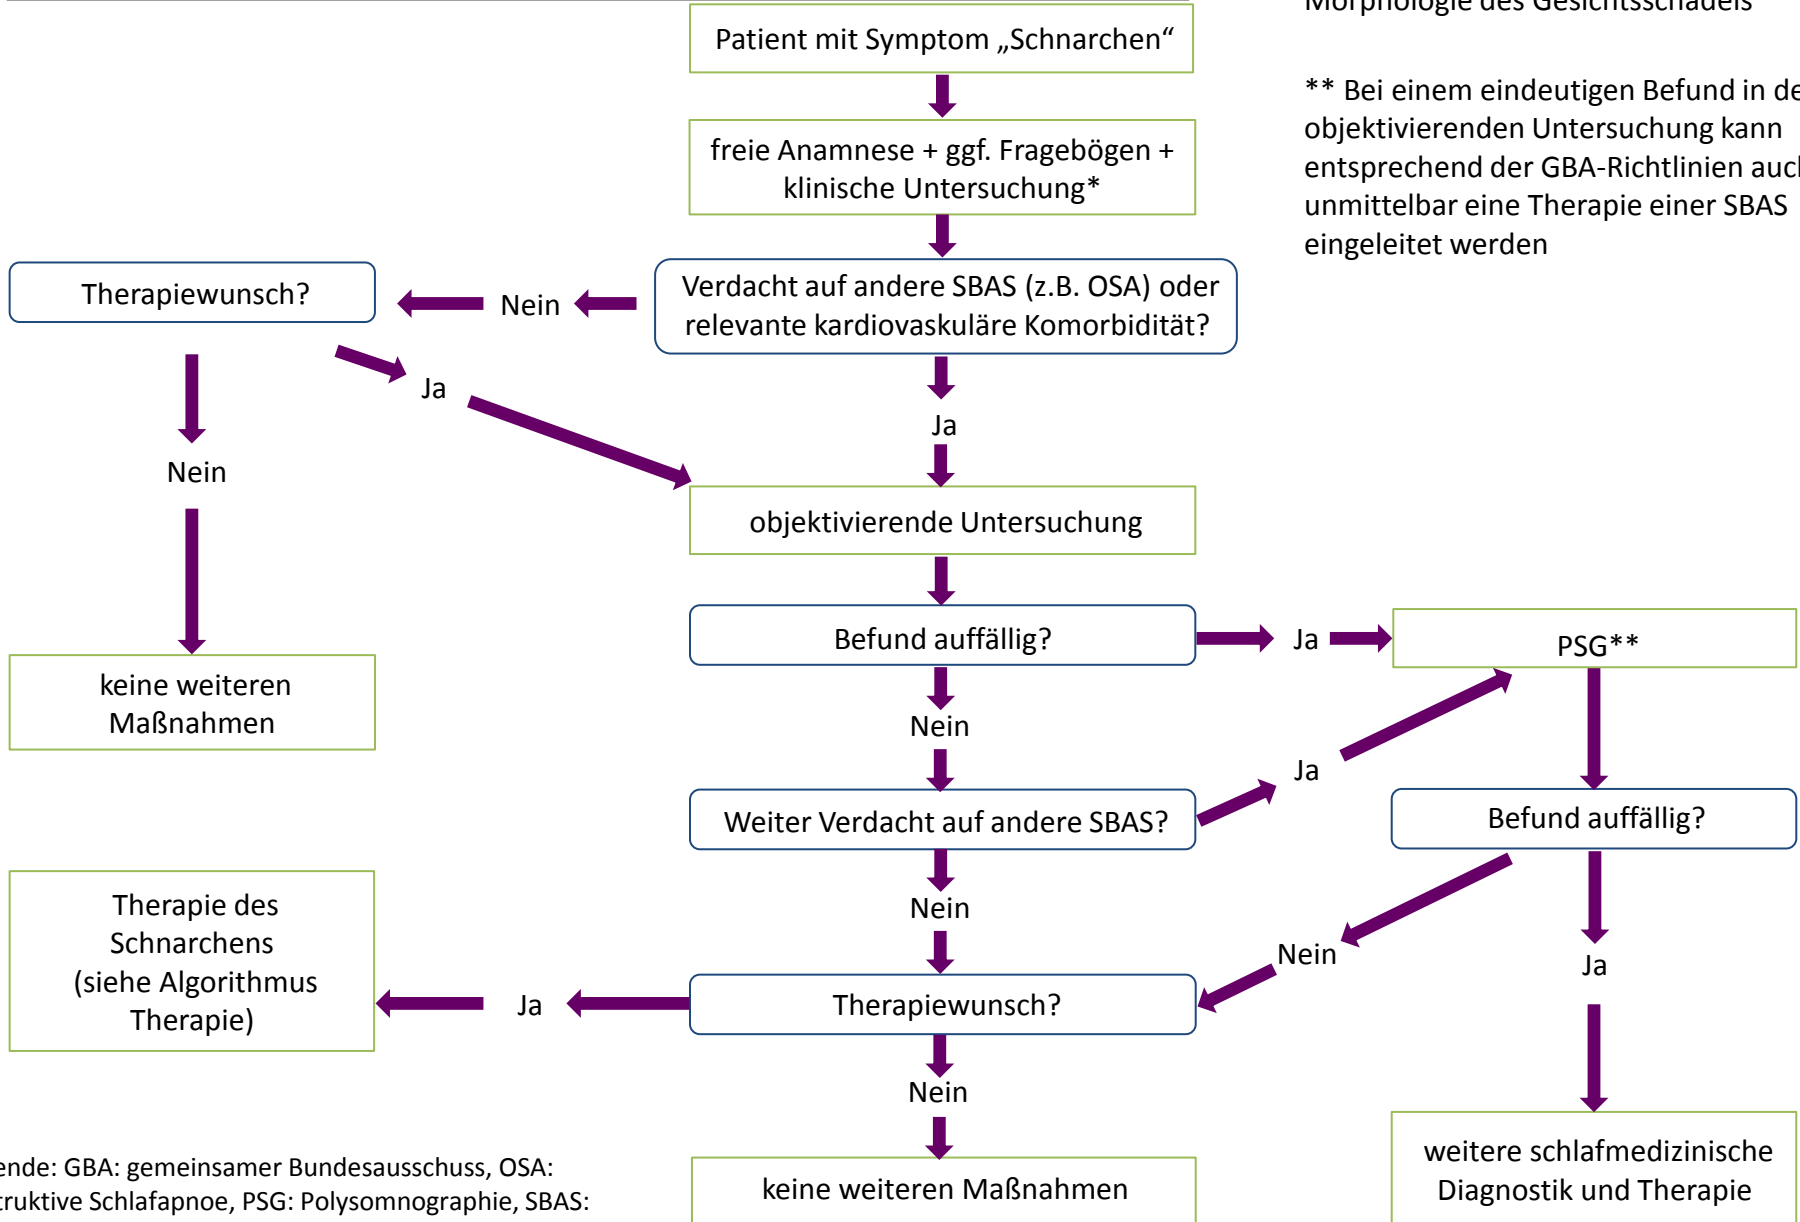 Morphologie des Gesichtsschädels
Patient mit Symptom „Schnarchen“
** Bei einem eindeutigen Befund in
objektivierenden Untersuchung kann
entsprechend der GBA-Richtlinien
unmittelbar eine Therapie einer SBAS
eingeleitet werden
freie Anamnese + ggf. Fragebögen +
klinische Untersuchung*
Verdacht auf andere SBAS (z.B. OSA) oder
relevante kardiovaskuläre Komorbidität?
Nein
Therapiewunsch?
Ja
Nein
keine weiteren
Maßnahmen
Ja
objektivierende Untersuchung
Befund auffällig?
Ja
PSG**
Nein
Weiter Verdacht auf andere SBAS?
Ja
Befund auffällig?
Nein
Nein
Ja
Therapiewunsch?
Ja
Therapie des
Schnarchens
(siehe Algorithmus
Therapie)
Nein
keine weiteren Maßnahmen
weitere schlafmedizinische
Diagnostik und Therapie
GBA: gemeinsamer Bundesausschuss, OSA:
Schlafapnoe, PSG: Polysomnographie, SBAS: